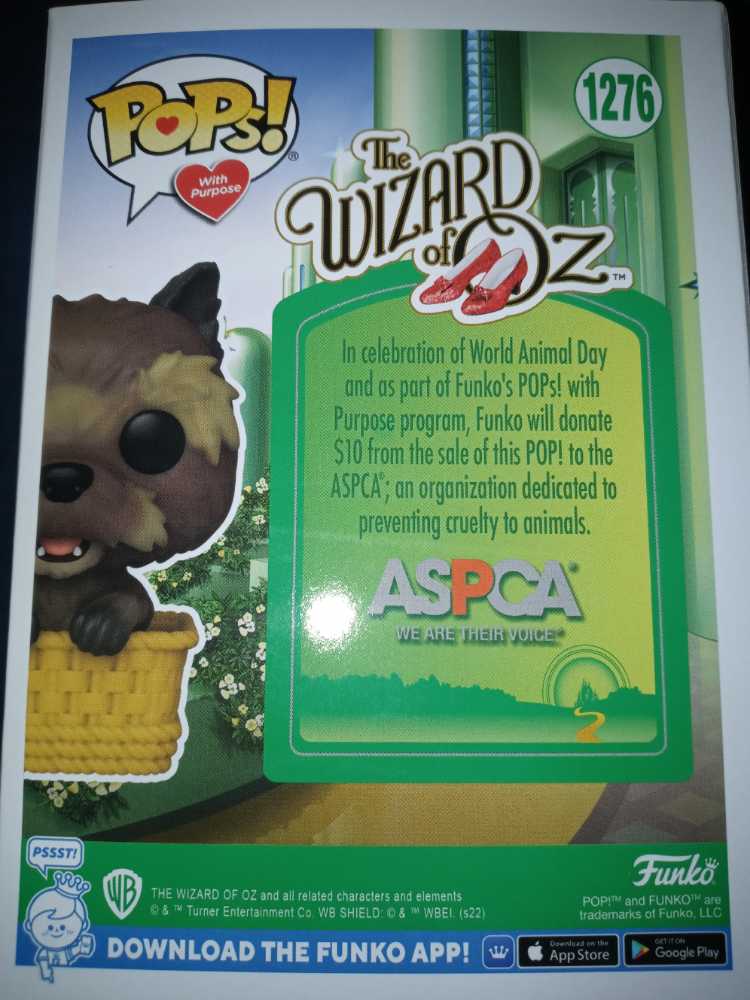 POPs!®
With
Purpose
1276
The
WIZARD
of OZ™
In celebration of World Animal Day
and as part of Funko's POPs! with
Purpose program, Funko will donate
$10 from the sale of this POP! to the
ASPCA®; an organization dedicated to
preventing cruelty to animals.
ASPCA®
WE ARE THEIR VOICE®
PSSST!
WB
THE WIZARD OF OZ and all related characters and elements
© & ™ Turner Entertainment Co. WB SHIELD: © & ™ WBEI. (s22)
Funko
POP!™ and FUNKO™ are
trademarks of Funko, LLC
DOWNLOAD THE FUNKO APP!
Download on the
App Store
GET IT ON
Google Play